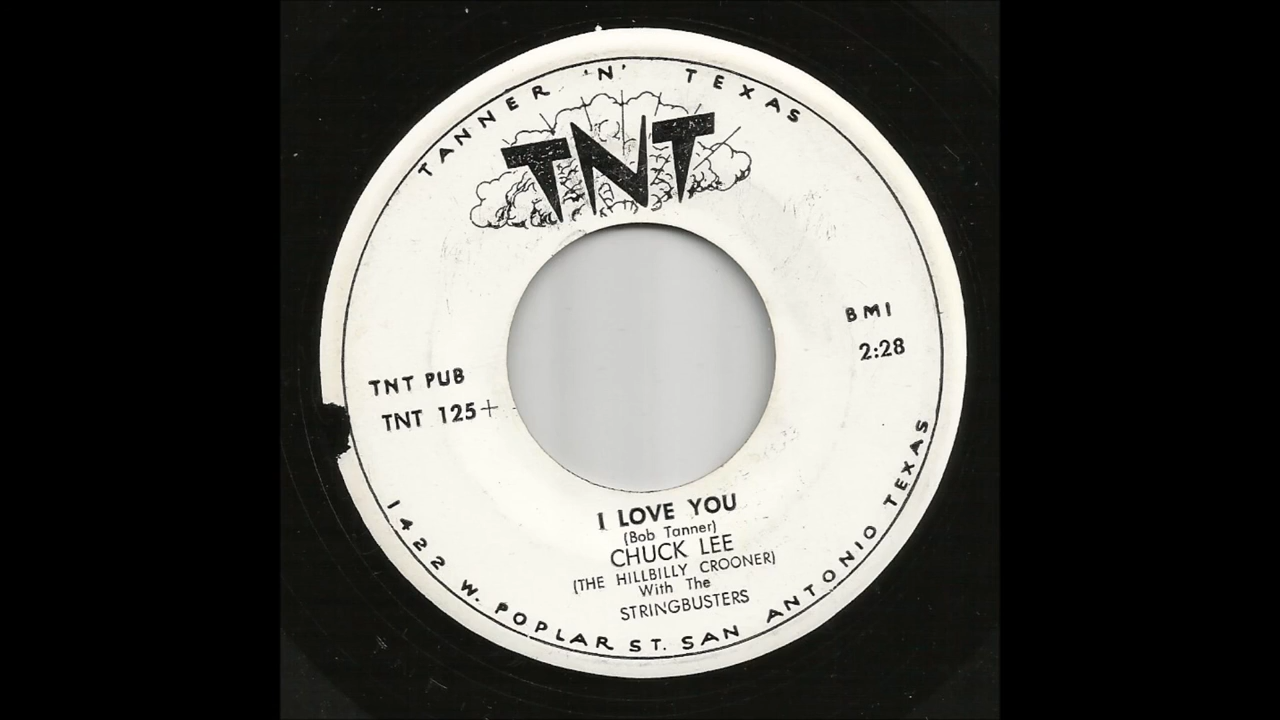 TANNER 'N' TEXAS
TNT
BMI
2:28
TNT PUB
TNT 125+
I LOVE YOU
(Bob Tanner)
CHUCK LEE
(THE HILLBILLY CROONER)
With The
STRINGBUSTERS
1422 W. POPLAR ST. SAN ANTONIO TEXAS